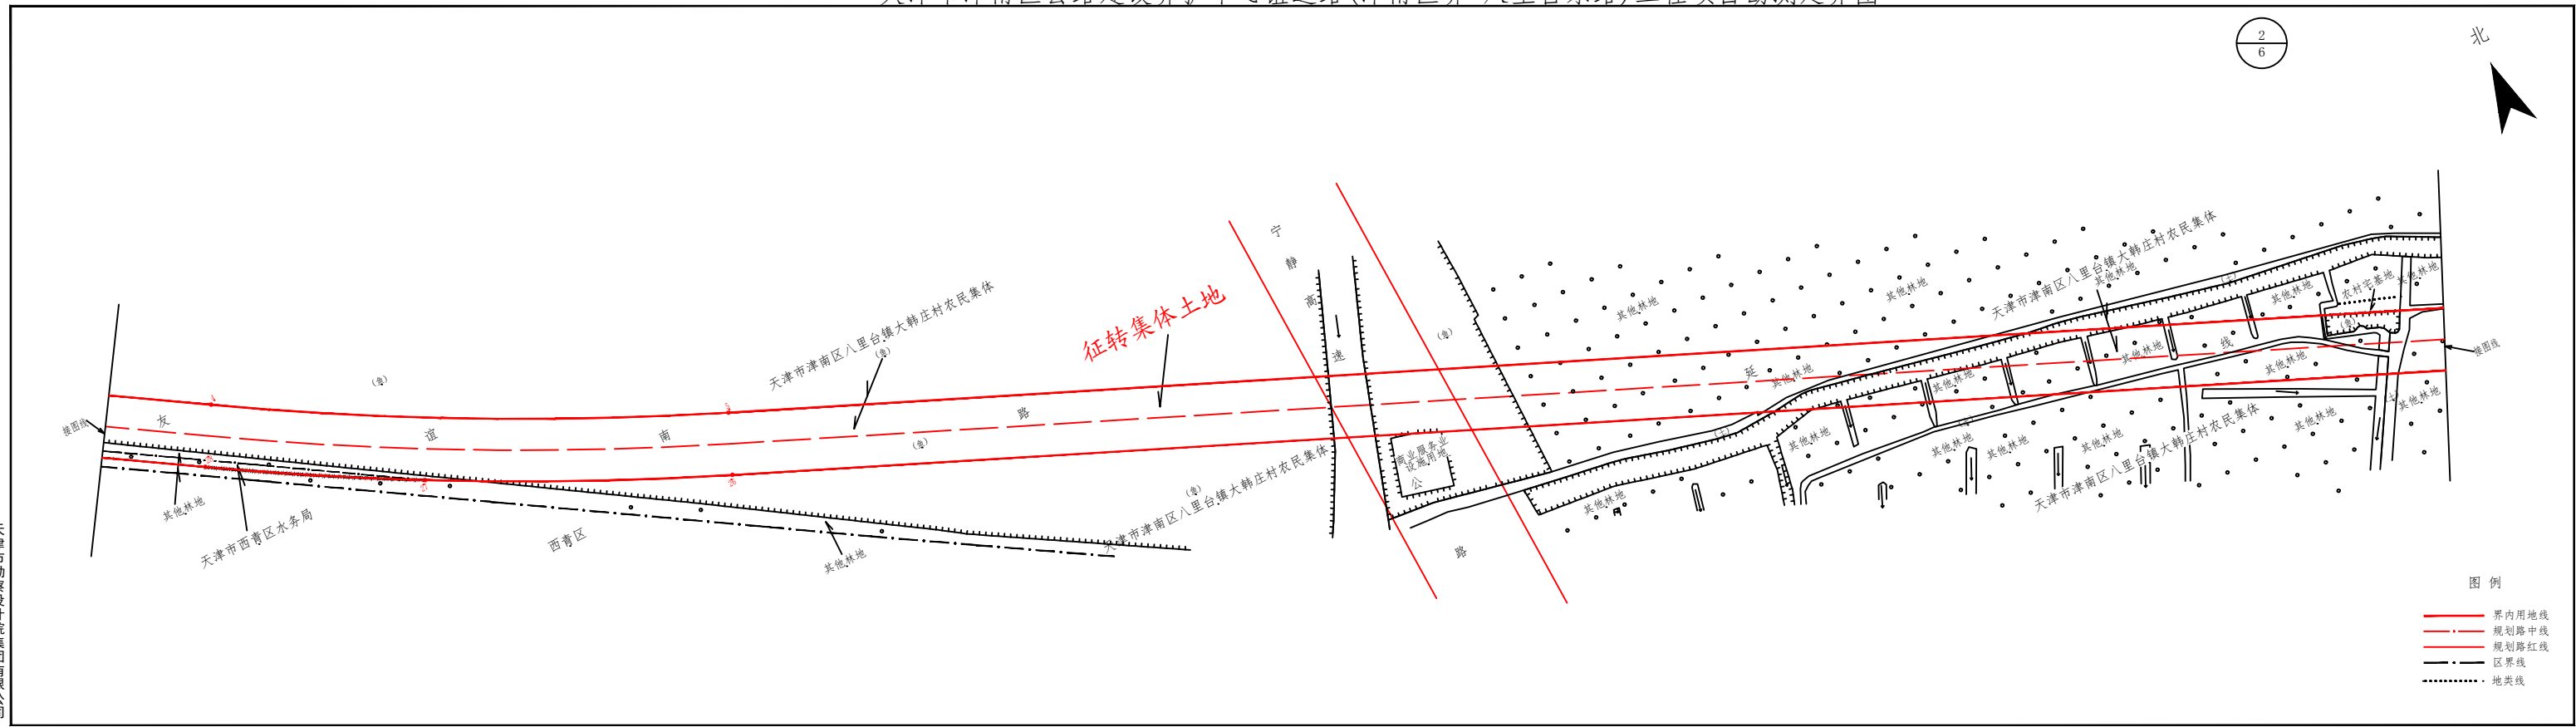 2
6
北
宁
静
高
速
公
路
天津市津南区八里台镇大韩庄村农民集体
(鱼)
(鱼)
征转集体土地
友
谊
南
路
延
线
4
5
接图线
其他林地
天津市西青区水务局
西青区
其他林地
(鱼)
天津市津南区八里台镇大韩庄村农民集体
(鱼)
(鱼)
商业服务业
设施用地
其他林地
其他林地
天津市津南区八里台镇大韩庄村农民集体
其他林地
其他林地
农村宅基地
其他林地
(鱼)
其他林地
其他林地
其他林地
其他林地
接图线
其他林地
其他林地
其他林地
其他林地
其他林地
其他林地
其他林地
天津市津南区八里台镇大韩庄村农民集体
图 例
界内用地线
规划路中线
规划路红线
区界线
地类线